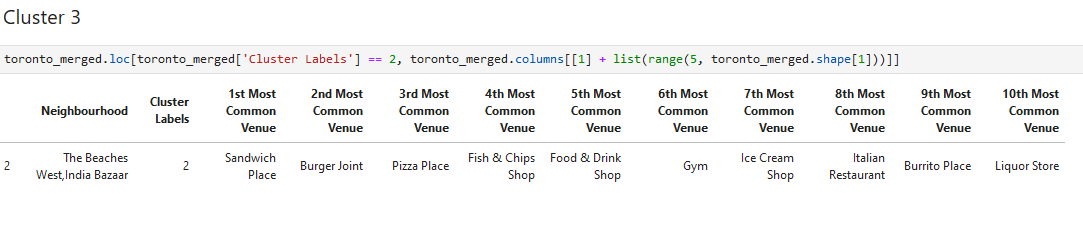 Cluster 3
toronto_merged.loc[toronto_merged['Cluster Labels'] == 2, toronto_merged.columns[[1] + list(range(5, toronto_merged.shape[1]))]]
Neighbourhood Cluster Labels 1st Most Common Venue 2nd Most Common Venue 3rd Most Common Venue 4th Most Common Venue 5th Most Common Venue 6th Most Common Venue 7th Most Common Venue 8th Most Common Venue 9th Most Common Venue 10th Most Common Venue
2 The Beaches West,India Bazaar 2 Sandwich Place Burger Joint Pizza Place Fish & Chips Shop Food & Drink Shop Gym Ice Cream Shop Italian Restaurant Burrito Place Liquor Store